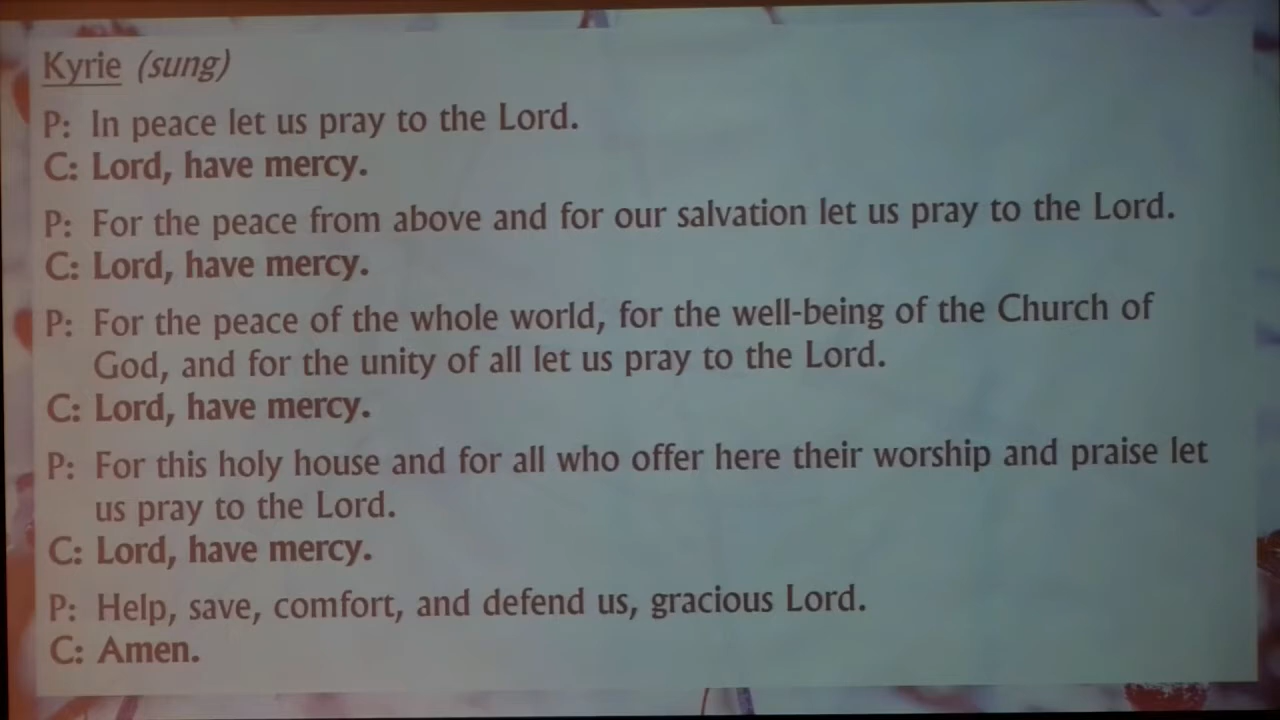 Kyrie (sung)
P: In peace let us pray to the Lord.
C: Lord, have mercy.
P: For the peace from above and for our salvation let us pray to the Lord.
C: Lord, have mercy.
P: For the peace of the whole world, for the well-being of the Church of
God, and for the unity of all let us pray to the Lord.
C: Lord, have mercy.
P: For this holy house and for all who offer here their worship and praise let
us pray to the Lord.
C: Lord, have mercy.
P: Help, save, comfort, and defend us, gracious Lord.
C: Amen.